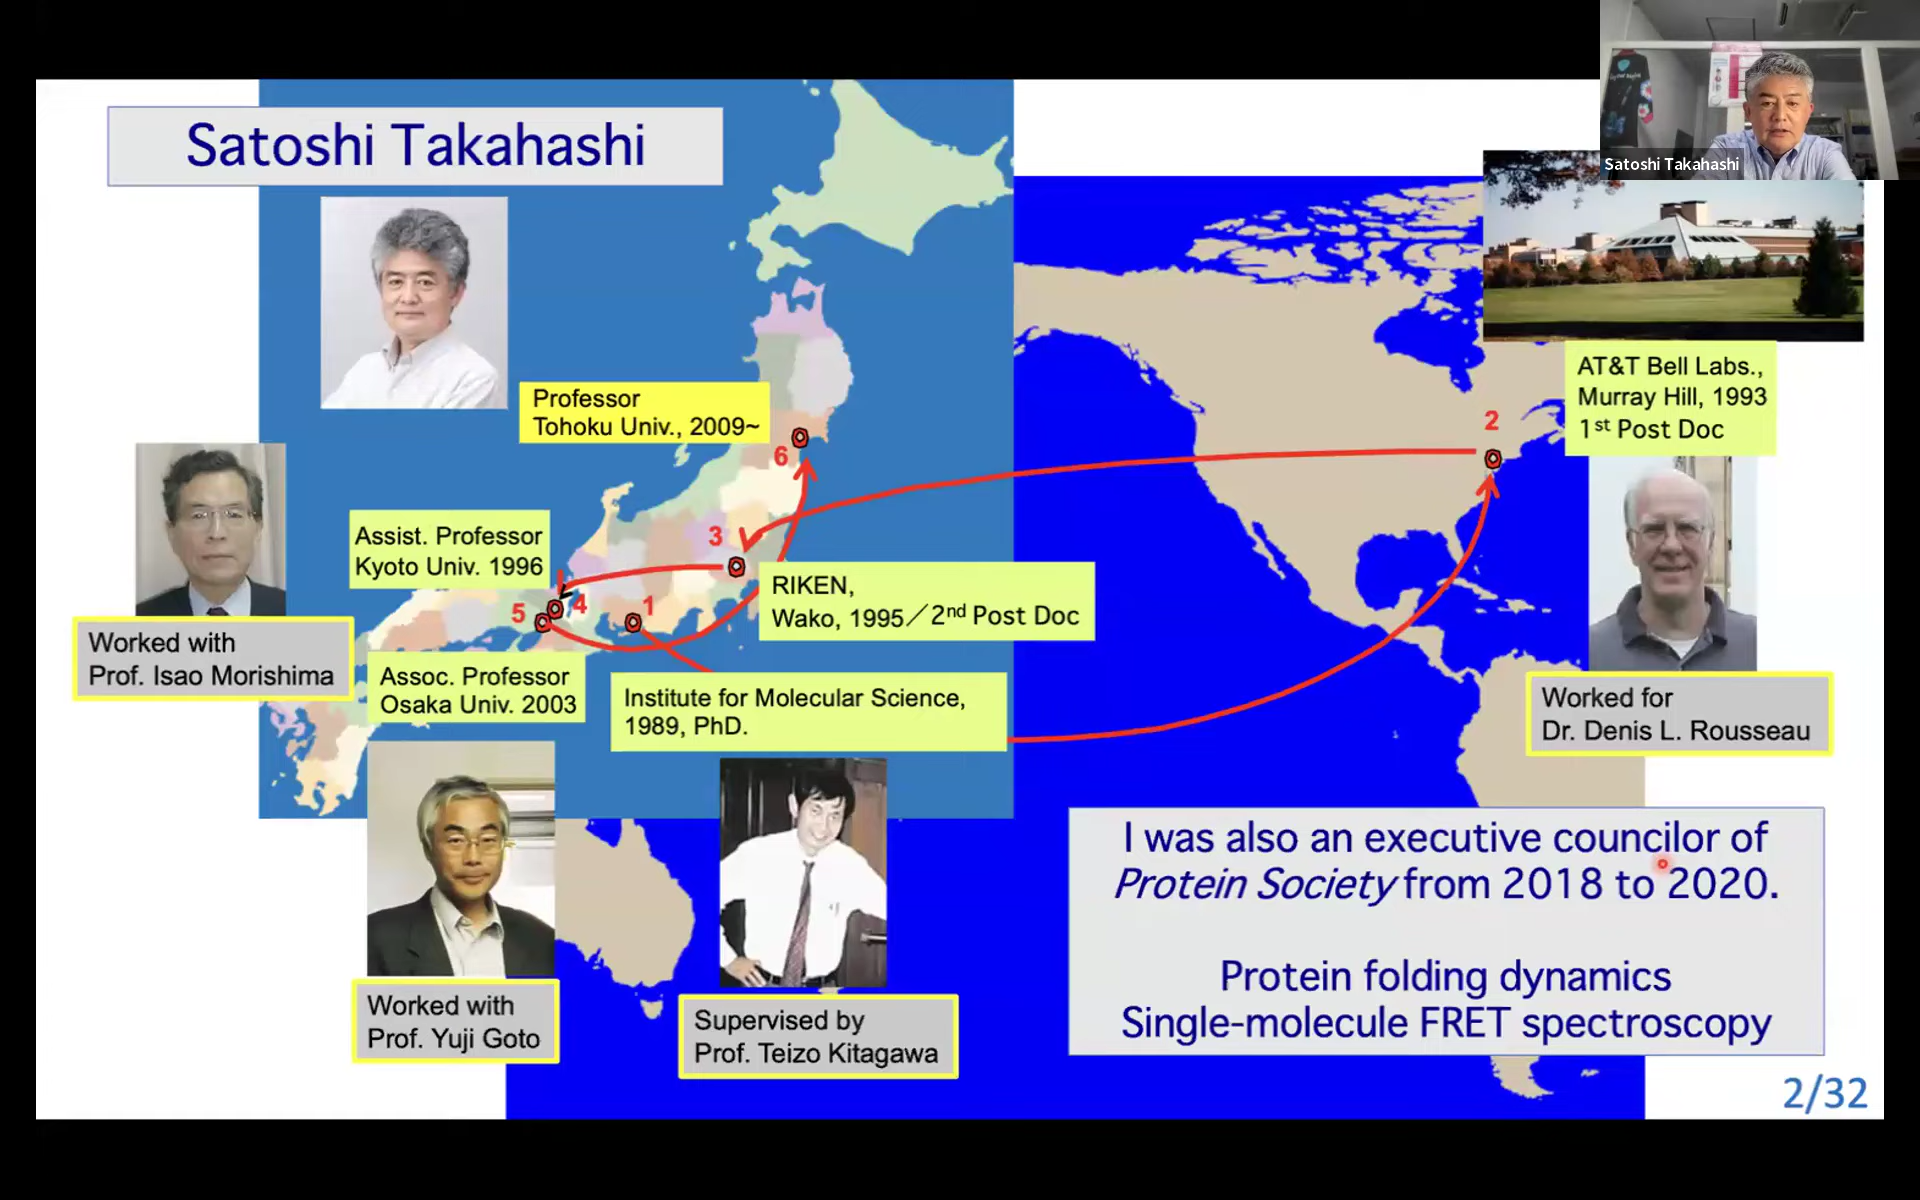 Satoshi Takahashi
Satoshi Takahashi
Professor
Tohoku Univ., 2009~
6
AT&T Bell Labs.,
Murray Hill, 1993
1st Post Doc
2
Assist. Professor
Kyoto Univ. 1996
3
RIKEN,
Wako, 1995／2nd Post Doc
5
4
1
Worked with
Prof. Isao Morishima
Assoc. Professor
Osaka Univ. 2003
Institute for Molecular Science,
1989, PhD.
Worked for
Dr. Denis L. Rousseau
I was also an executive councilor of
Protein Society from 2018 to 2020.
Protein folding dynamics
Single-molecule FRET spectroscopy
Worked with
Prof. Yuji Goto
Supervised by
Prof. Teizo Kitagawa
2/32